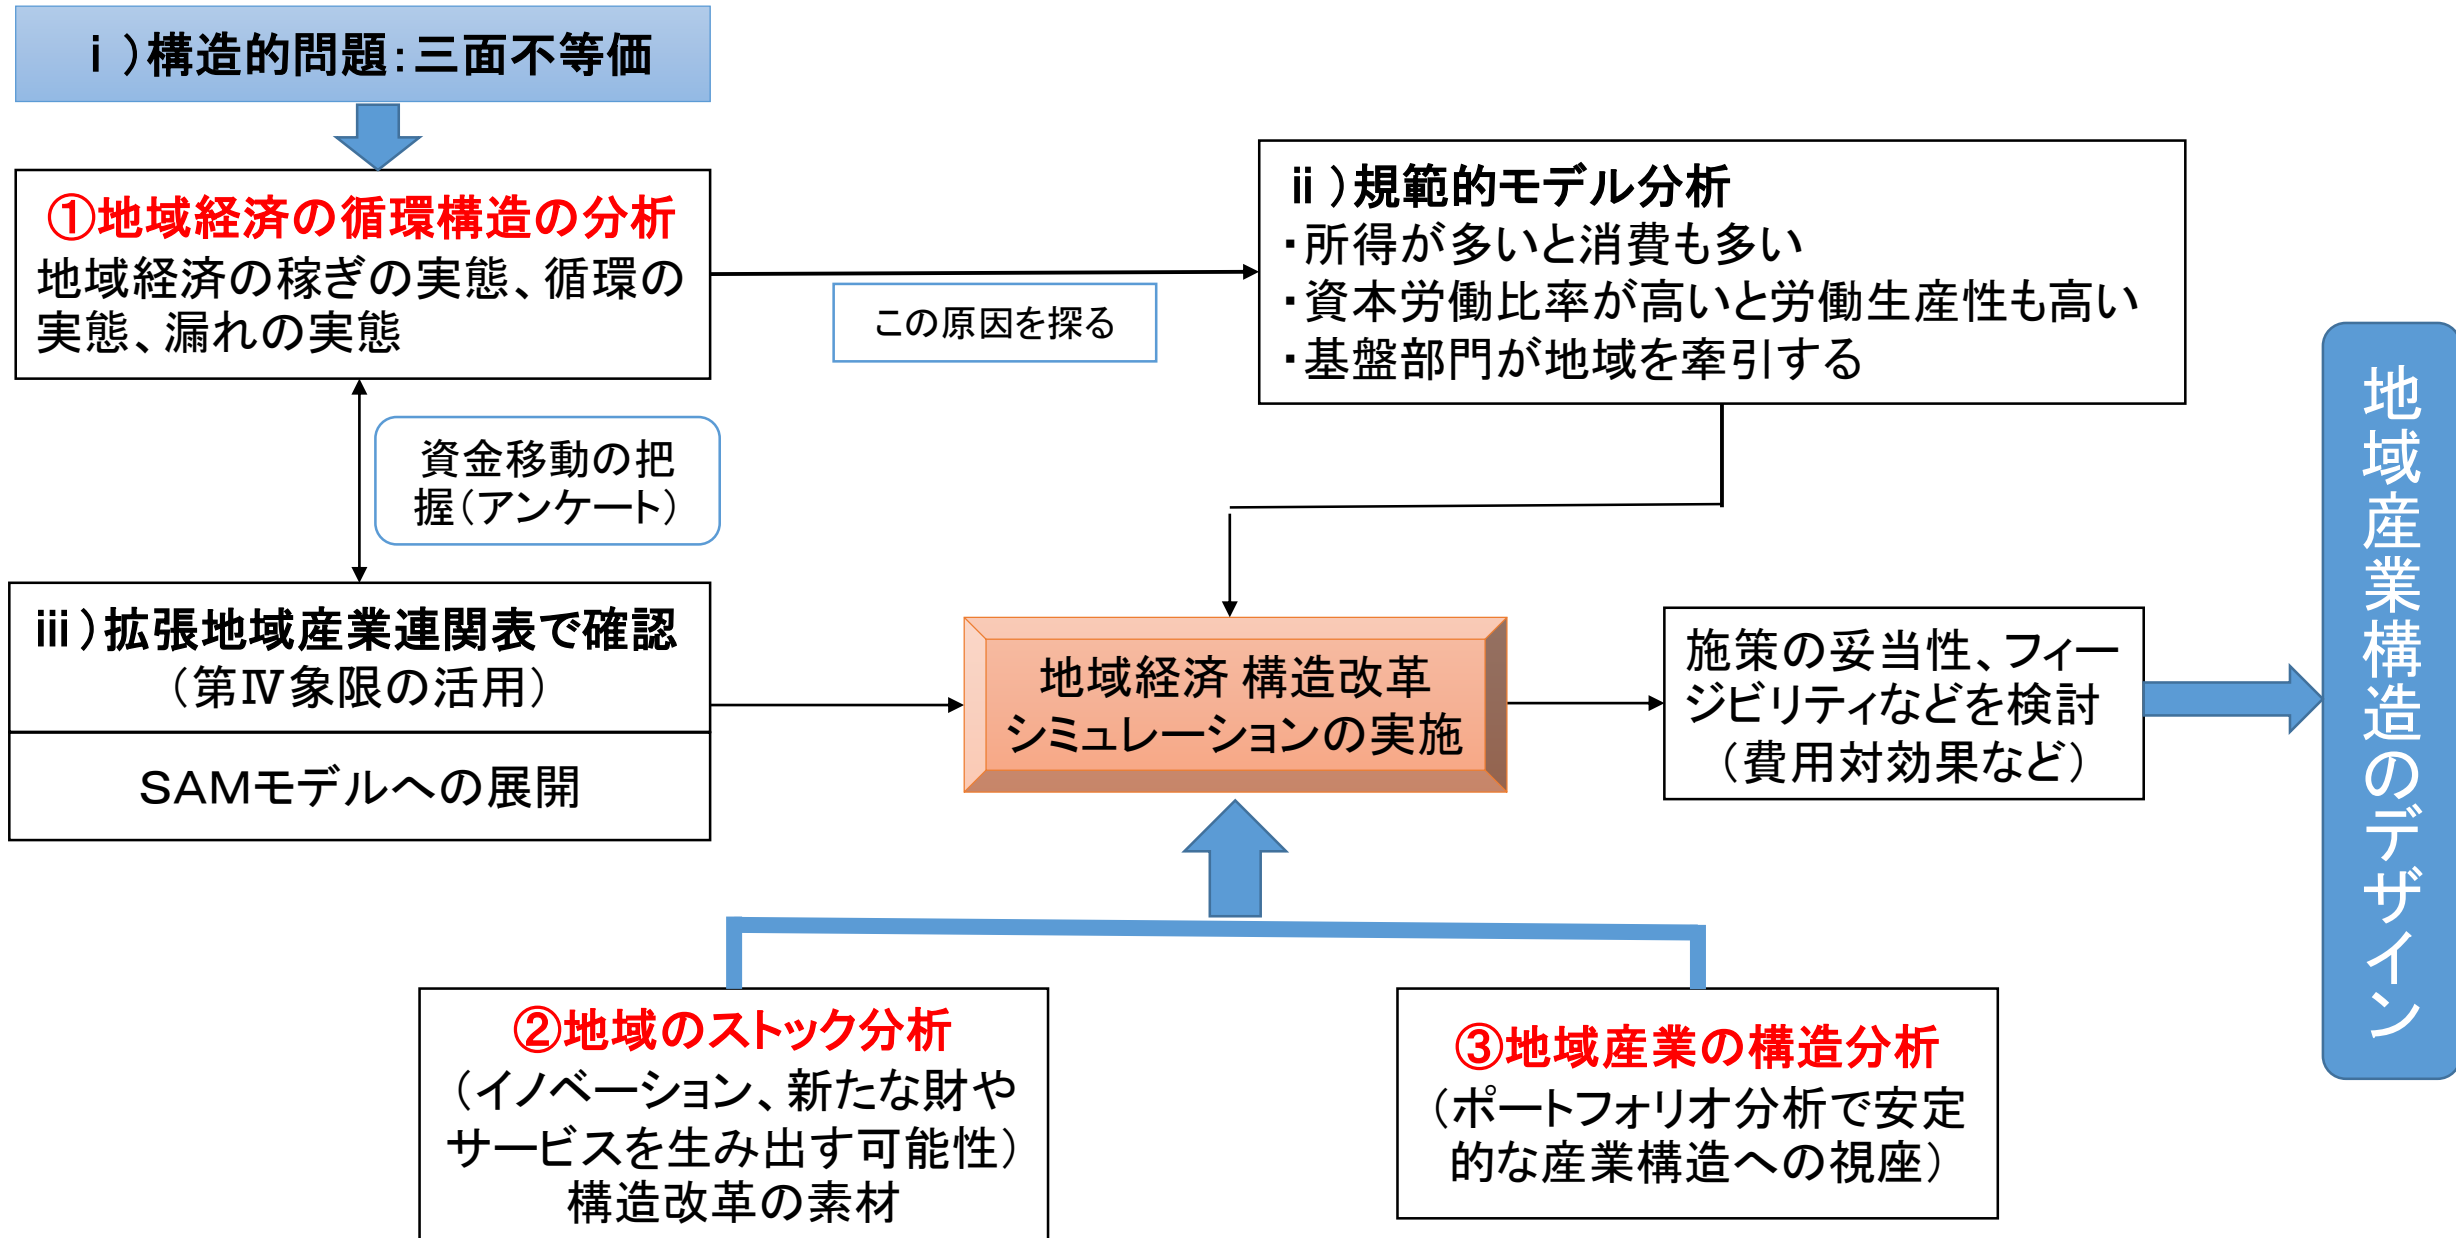 ⅰ）構造的問題：三面不等価
①地域経済の循環構造の分析
地域経済の稼ぎの実態、循環の
実態、漏れの実態
この原因を探る
ⅱ）規範的モデル分析
・所得が多いと消費も多い
・資本労働比率が高いと労働生産性も高い
・基盤部門が地域を牽引する
資金移動の把
握（アンケート）
ⅲ）拡張地域産業連関表で確認
（第Ⅳ象限の活用）
SAMモデルへの展開
地域経済 構造改革
シミュレーションの実施
施策の妥当性、フィー
ジビリティなどを検討
（費用対効果など）
地域産業構造のデザイン
②地域のストック分析
（イノベーション、新たな財や
サービスを生み出す可能性）
構造改革の素材
③地域産業の構造分析
（ポートフォリオ分析で安定
的な産業構造への視座）